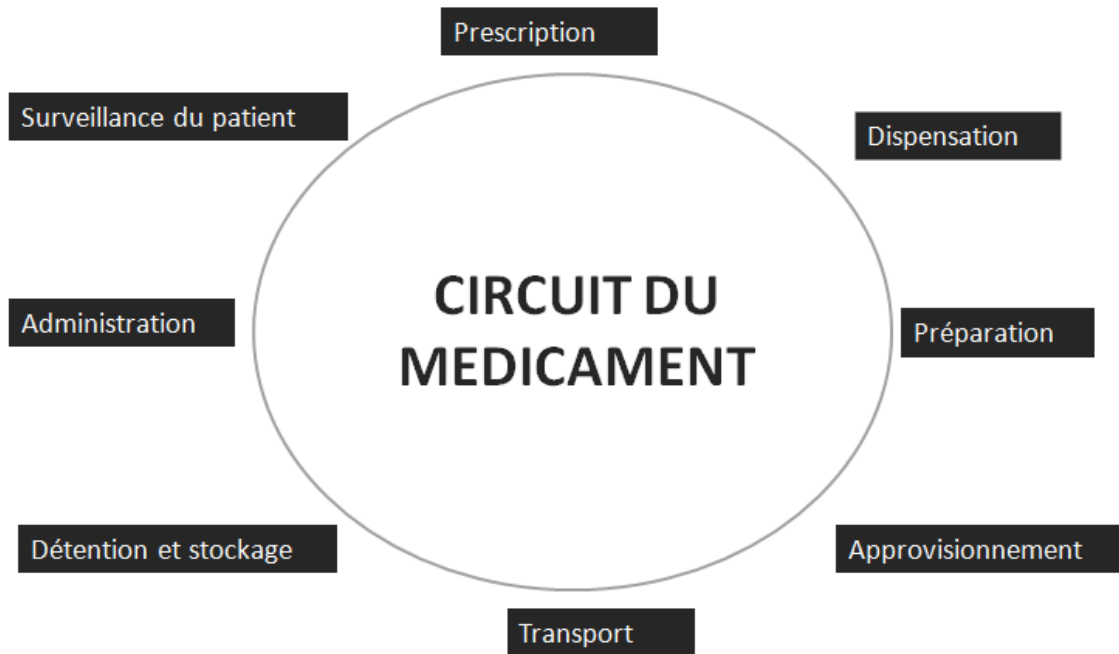 Prescription
Surveillance du patient
Dispensation
CIRCUIT DU
MEDICAMENT
Administration
Préparation
Détention et stockage
Approvisionnement
Transport